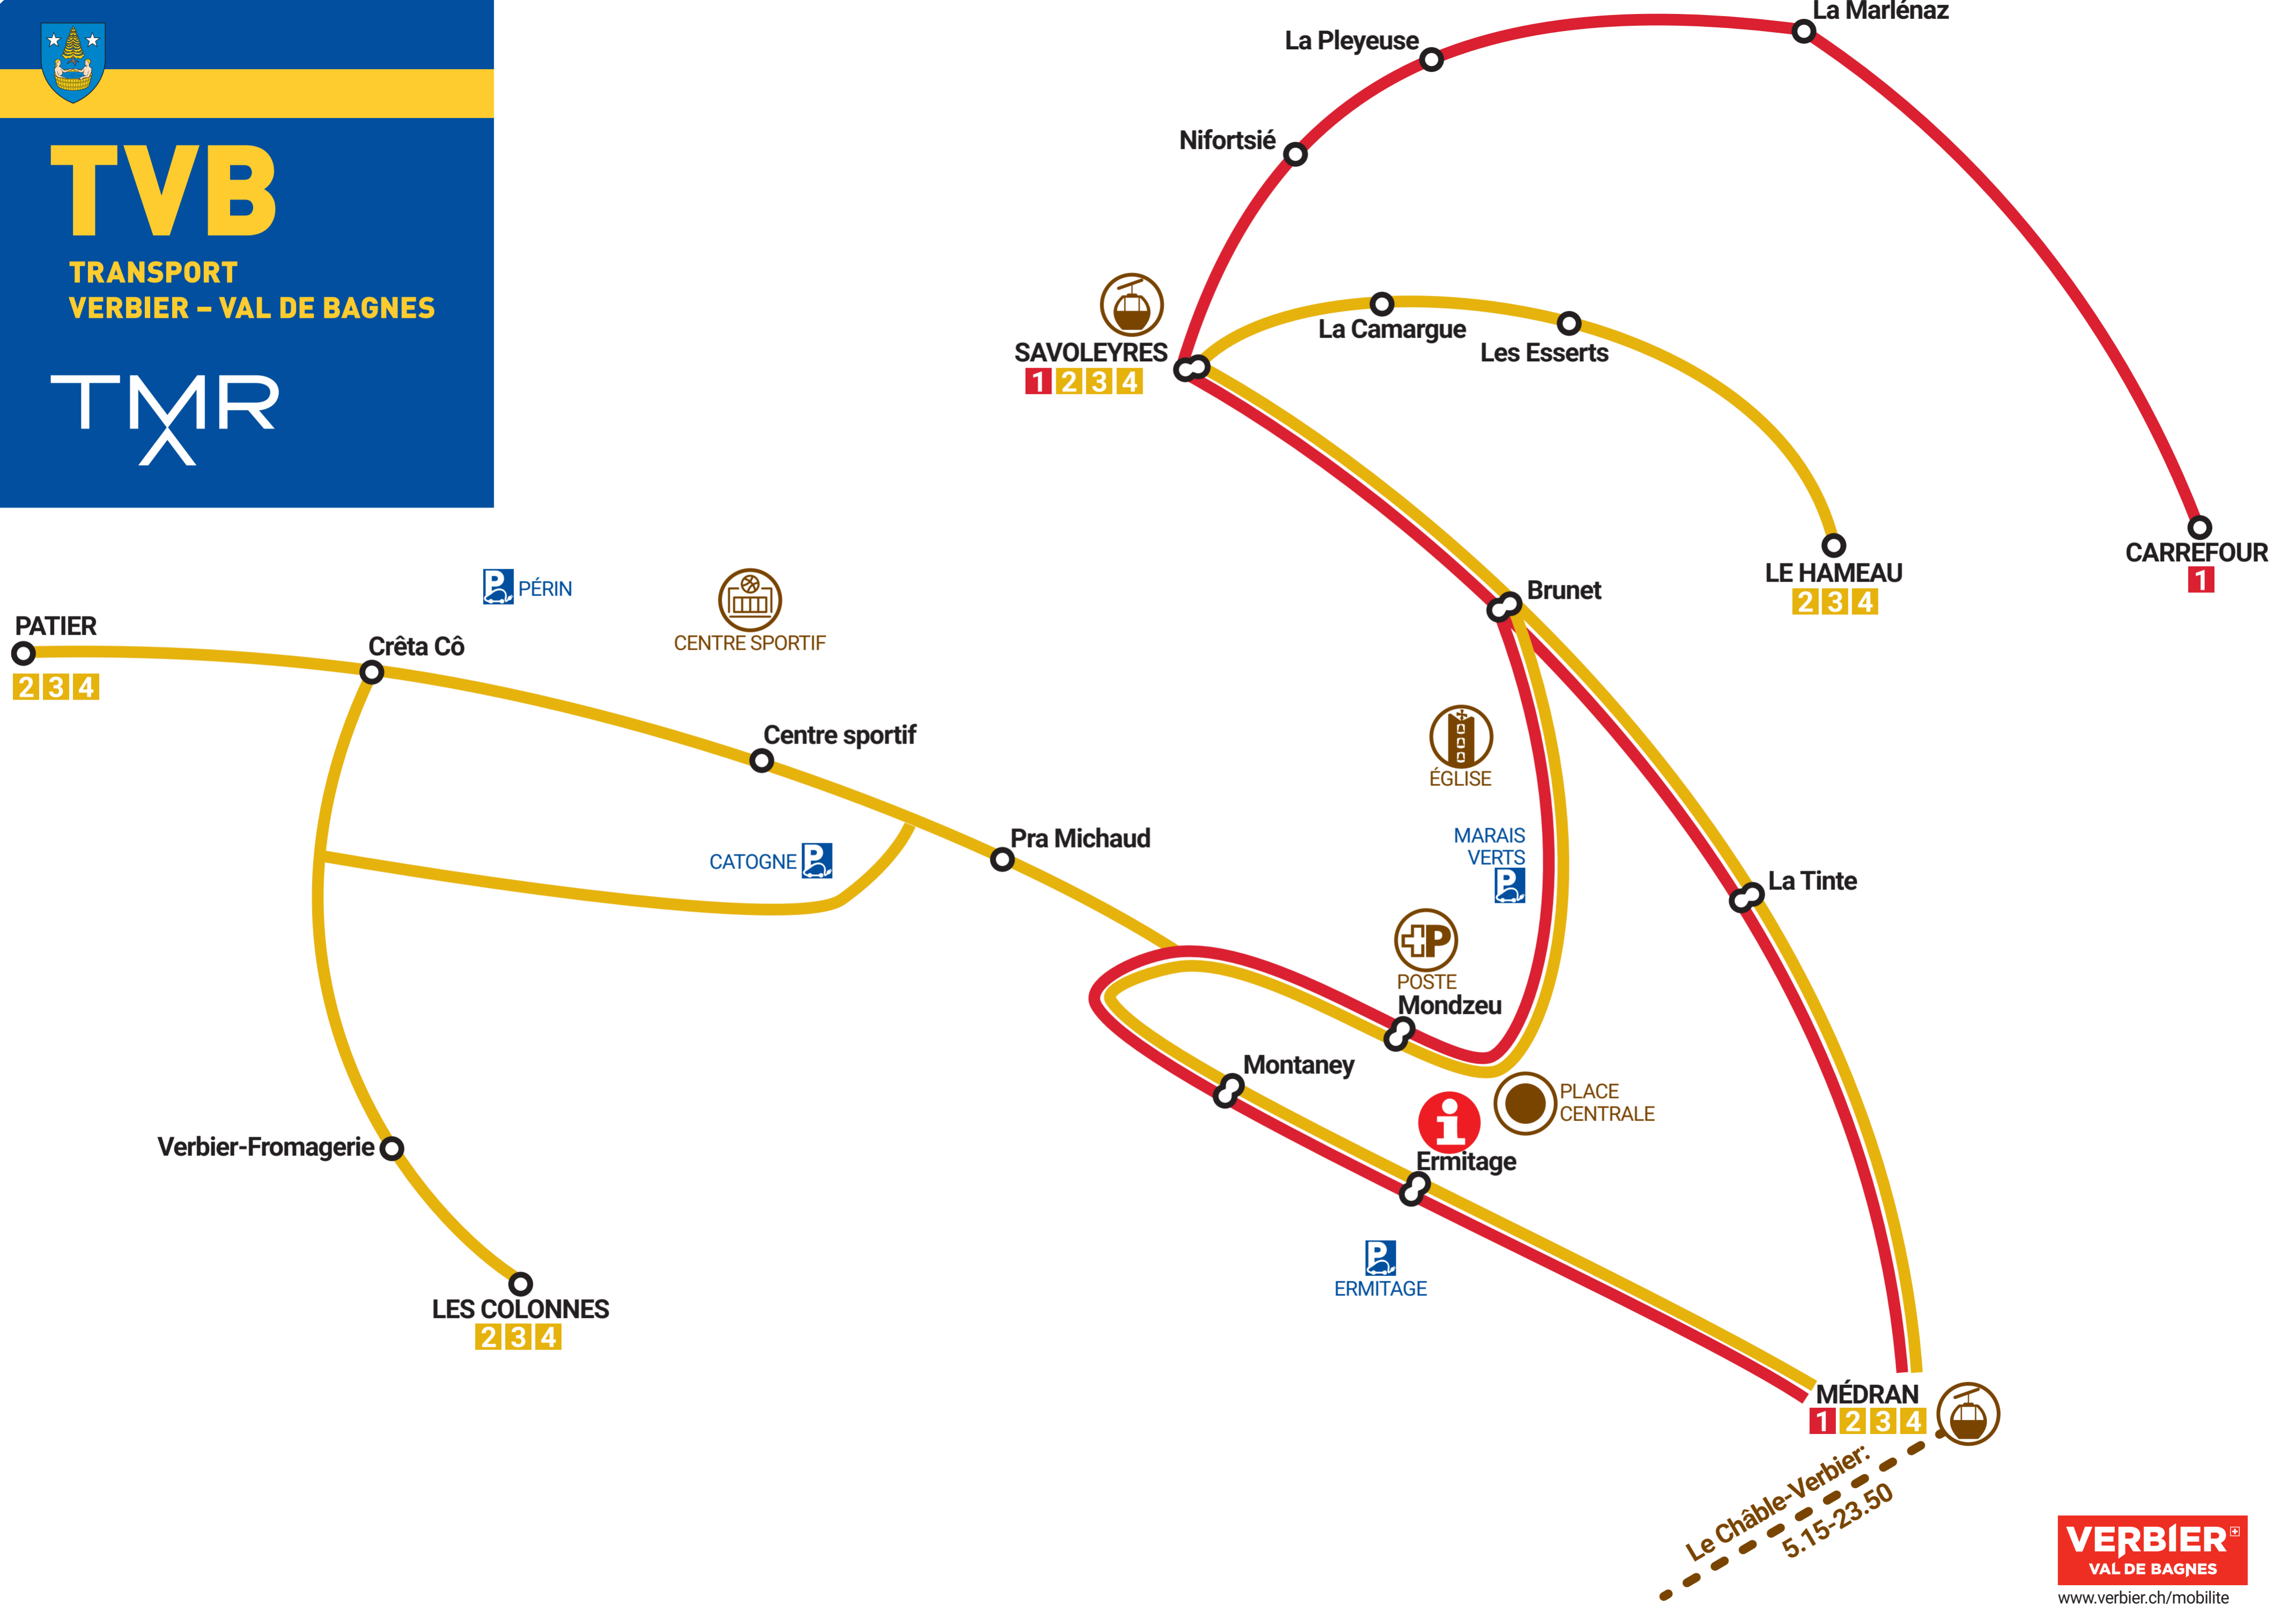 TVB
TRANSPORT
VERBIER – VAL DE BAGNES
TMR
La Marlénaz
La Pleyeuse
Nifortsié
SAVOLEYRES
1 2 3 4
La Camargue
Les Esserts
CARREFOUR
1
LE HAMEAU
2 3 4
Brunet
P PÉRIN
CENTRE SPORTIF
PATIER
2 3 4
Crêta Cô
Centre sportif
ÉGLISE
Pra Michaud
CATOGNE P
MARAIS
VERTS
P
La Tinte
P
POSTE
Mondzeu
Montaney
PLACE
CENTRALE
i
Ermitage
Verbier-Fromagerie
P
ERMITAGE
LES COLONNES
2 3 4
MÉDRAN
1 2 3 4
Le Châble-Verbier:
5.15-23.50
VERBIER
VAL DE BAGNES
www.verbier.ch/mobilite